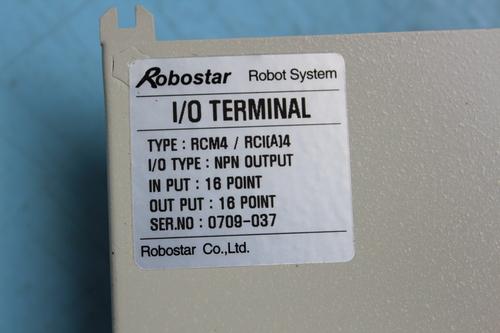 Robostar Robot System
I/O TERMINAL
TYPE : RCM4 / RCI(A)4
I/O TYPE : NPN OUTPUT
IN PUT : 16 POINT
OUT PUT : 16 POINT
SER.NO : 0709-037
Robostar Co.,Ltd.